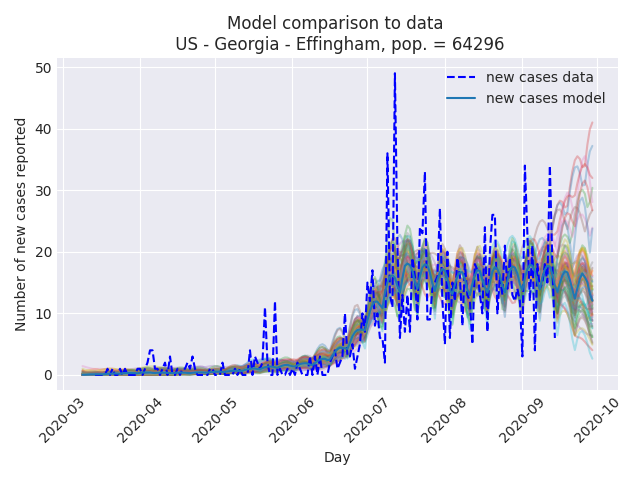 Model comparison to data
US - Georgia - Effingham, pop. = 64296
new cases data
new cases model
Number of new cases reported
50
40
30
20
10
0
2020-03
2020-04
2020-05
2020-06
2020-07
2020-08
2020-09
2020-10
Day